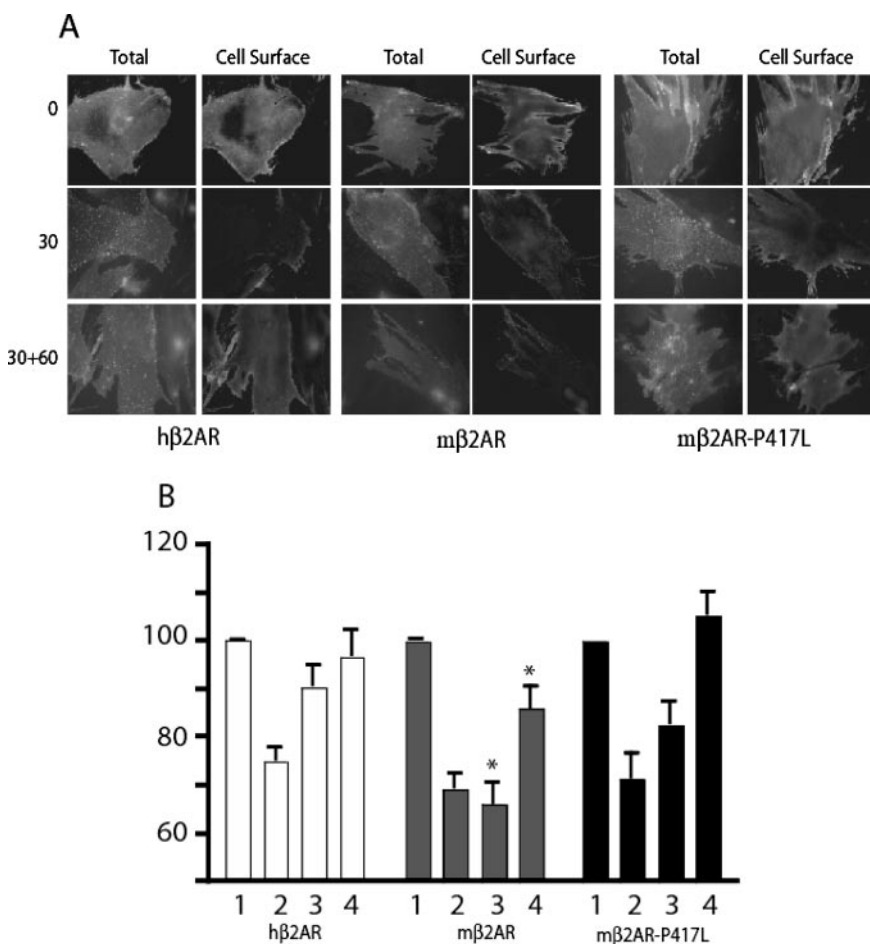 A
Total Cell Surface Total Cell Surface Total Cell Surface
0
30
30+60
hβ2AR mβ2AR mβ2AR-P417L
B
120
100
80
60
* *
1 2 3 4 1 2 3 4 1 2 3 4
hβ2AR mβ2AR mβ2AR-P417L